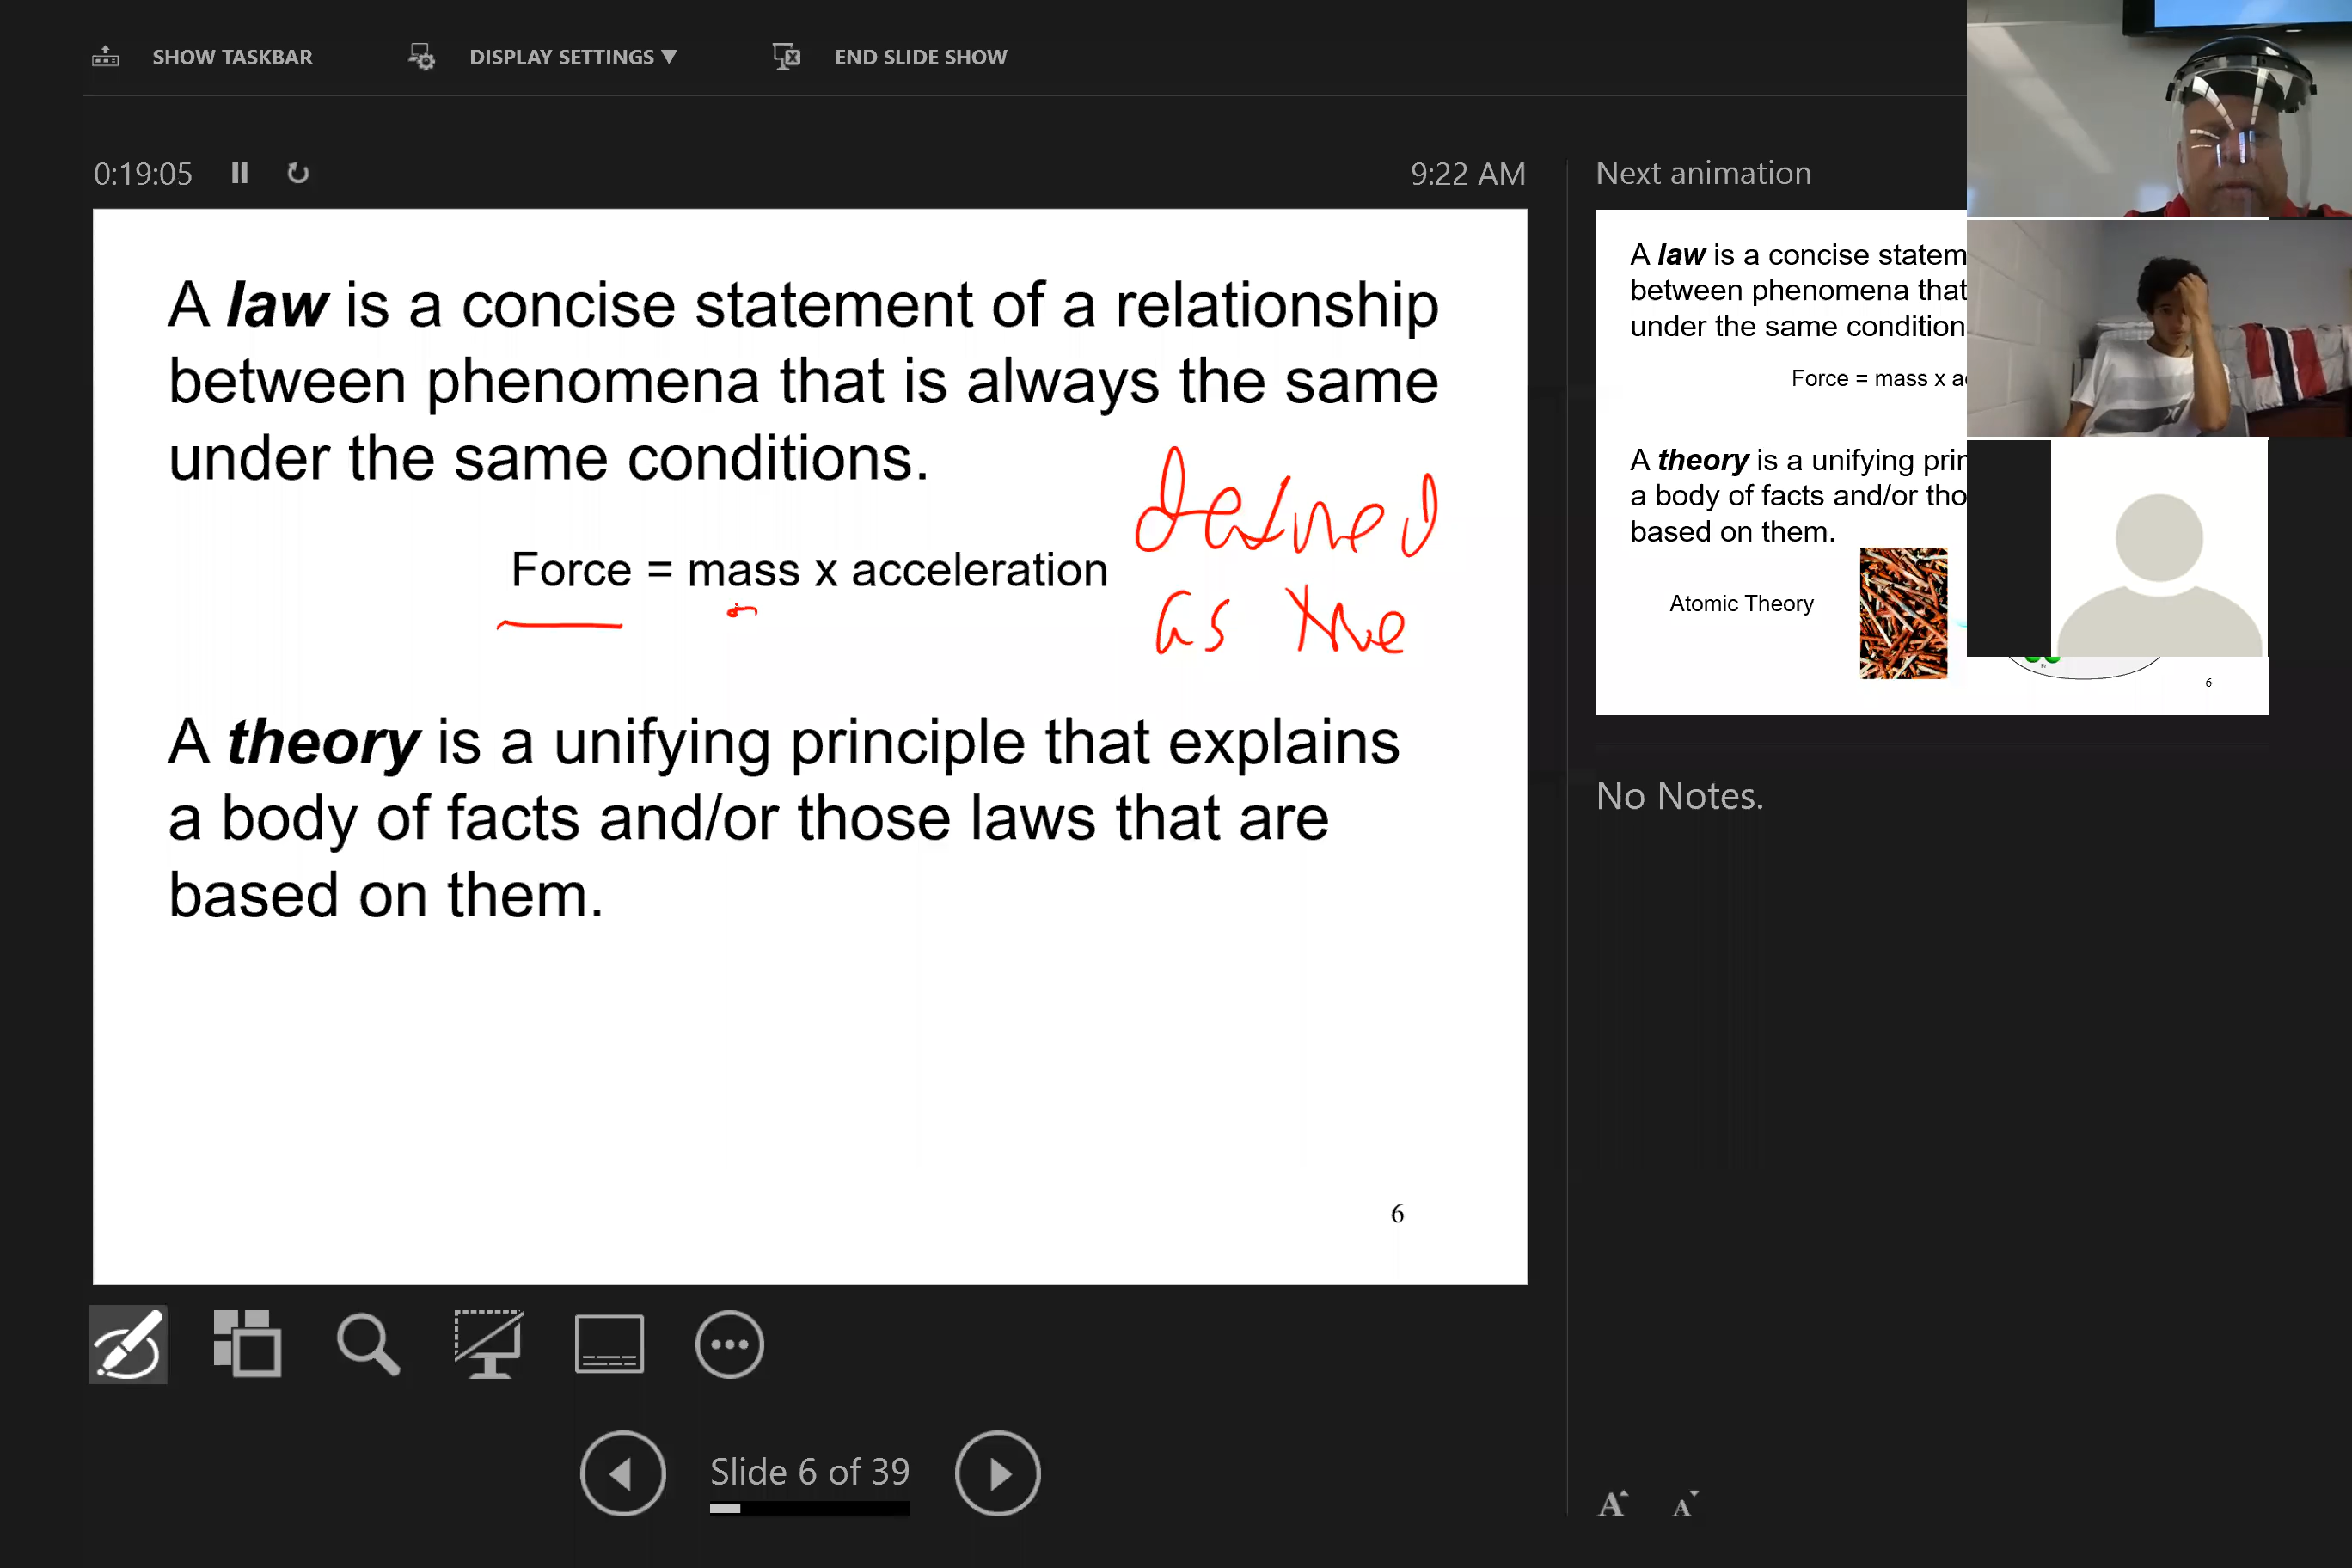 SHOW TASKBAR
DISPLAY SETTINGS ▼
END SLIDE SHOW
0:19:05
9:22 AM
A law is a concise statement of a relationship
between phenomena that is always the same
under the same conditions.
defined
Force = mass x acceleration
as the
A theory is a unifying principle that explains
a body of facts and/or those laws that are
based on them.
6
Slide 6 of 39
Next animation
A law is a concise statem
between phenomena that
under the same condition
Force = mass x a
A theory is a unifying prin
a body of facts and/or tho
based on them.
Atomic Theory
6
No Notes.
A A